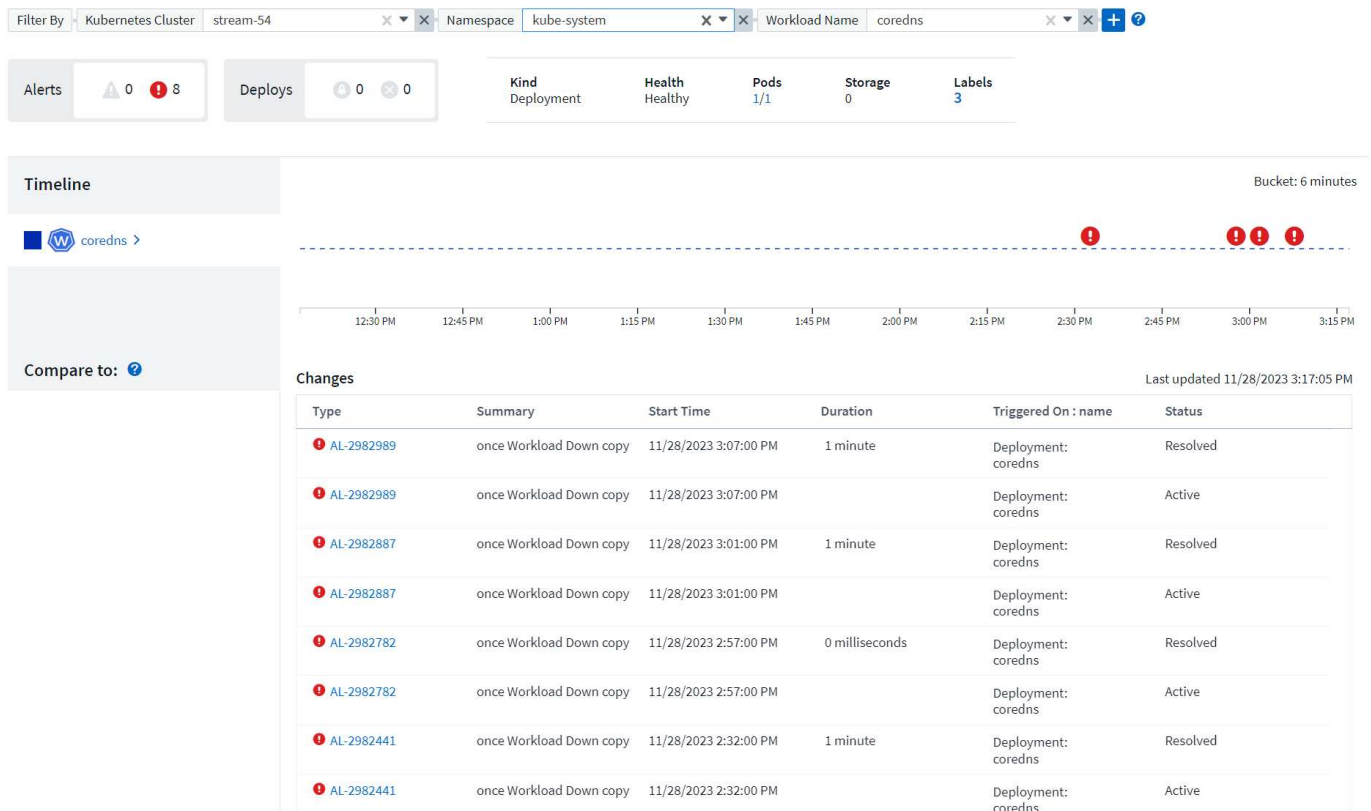 Filter By Kubernetes Cluster stream-54 Namespace kube-system Workload Name coredns
Alerts 0 8 Deploys 0 0
Kind Health Pods Storage Labels
Deployment Healthy 1/1 0 3
Timeline
Bucket: 6 minutes
W coredns
12:30 PM 12:45 PM 1:00 PM 1:15 PM 1:30 PM 1:45 PM 2:00 PM 2:15 PM 2:30 PM 2:45 PM 3:00 PM 3:15 PM
Compare to:
Changes Last updated 11/28/2023 3:17:05 PM
Type Summary Start Time Duration Triggered On : name Status
AL-2982989 once Workload Down copy 11/28/2023 3:07:00 PM 1 minute Deployment: Resolved
coredns
AL-2982989 once Workload Down copy 11/28/2023 3:07:00 PM Deployment: Active
coredns
AL-2982887 once Workload Down copy 11/28/2023 3:01:00 PM 1 minute Deployment: Resolved
coredns
AL-2982887 once Workload Down copy 11/28/2023 3:01:00 PM Deployment: Active
coredns
AL-2982782 once Workload Down copy 11/28/2023 2:57:00 PM 0 milliseconds Deployment: Resolved
coredns
AL-2982782 once Workload Down copy 11/28/2023 2:57:00 PM Deployment: Active
coredns
AL-2982441 once Workload Down copy 11/28/2023 2:32:00 PM 1 minute Deployment: Resolved
coredns
AL-2982441 once Workload Down copy 11/28/2023 2:32:00 PM Deployment: Active
coredns